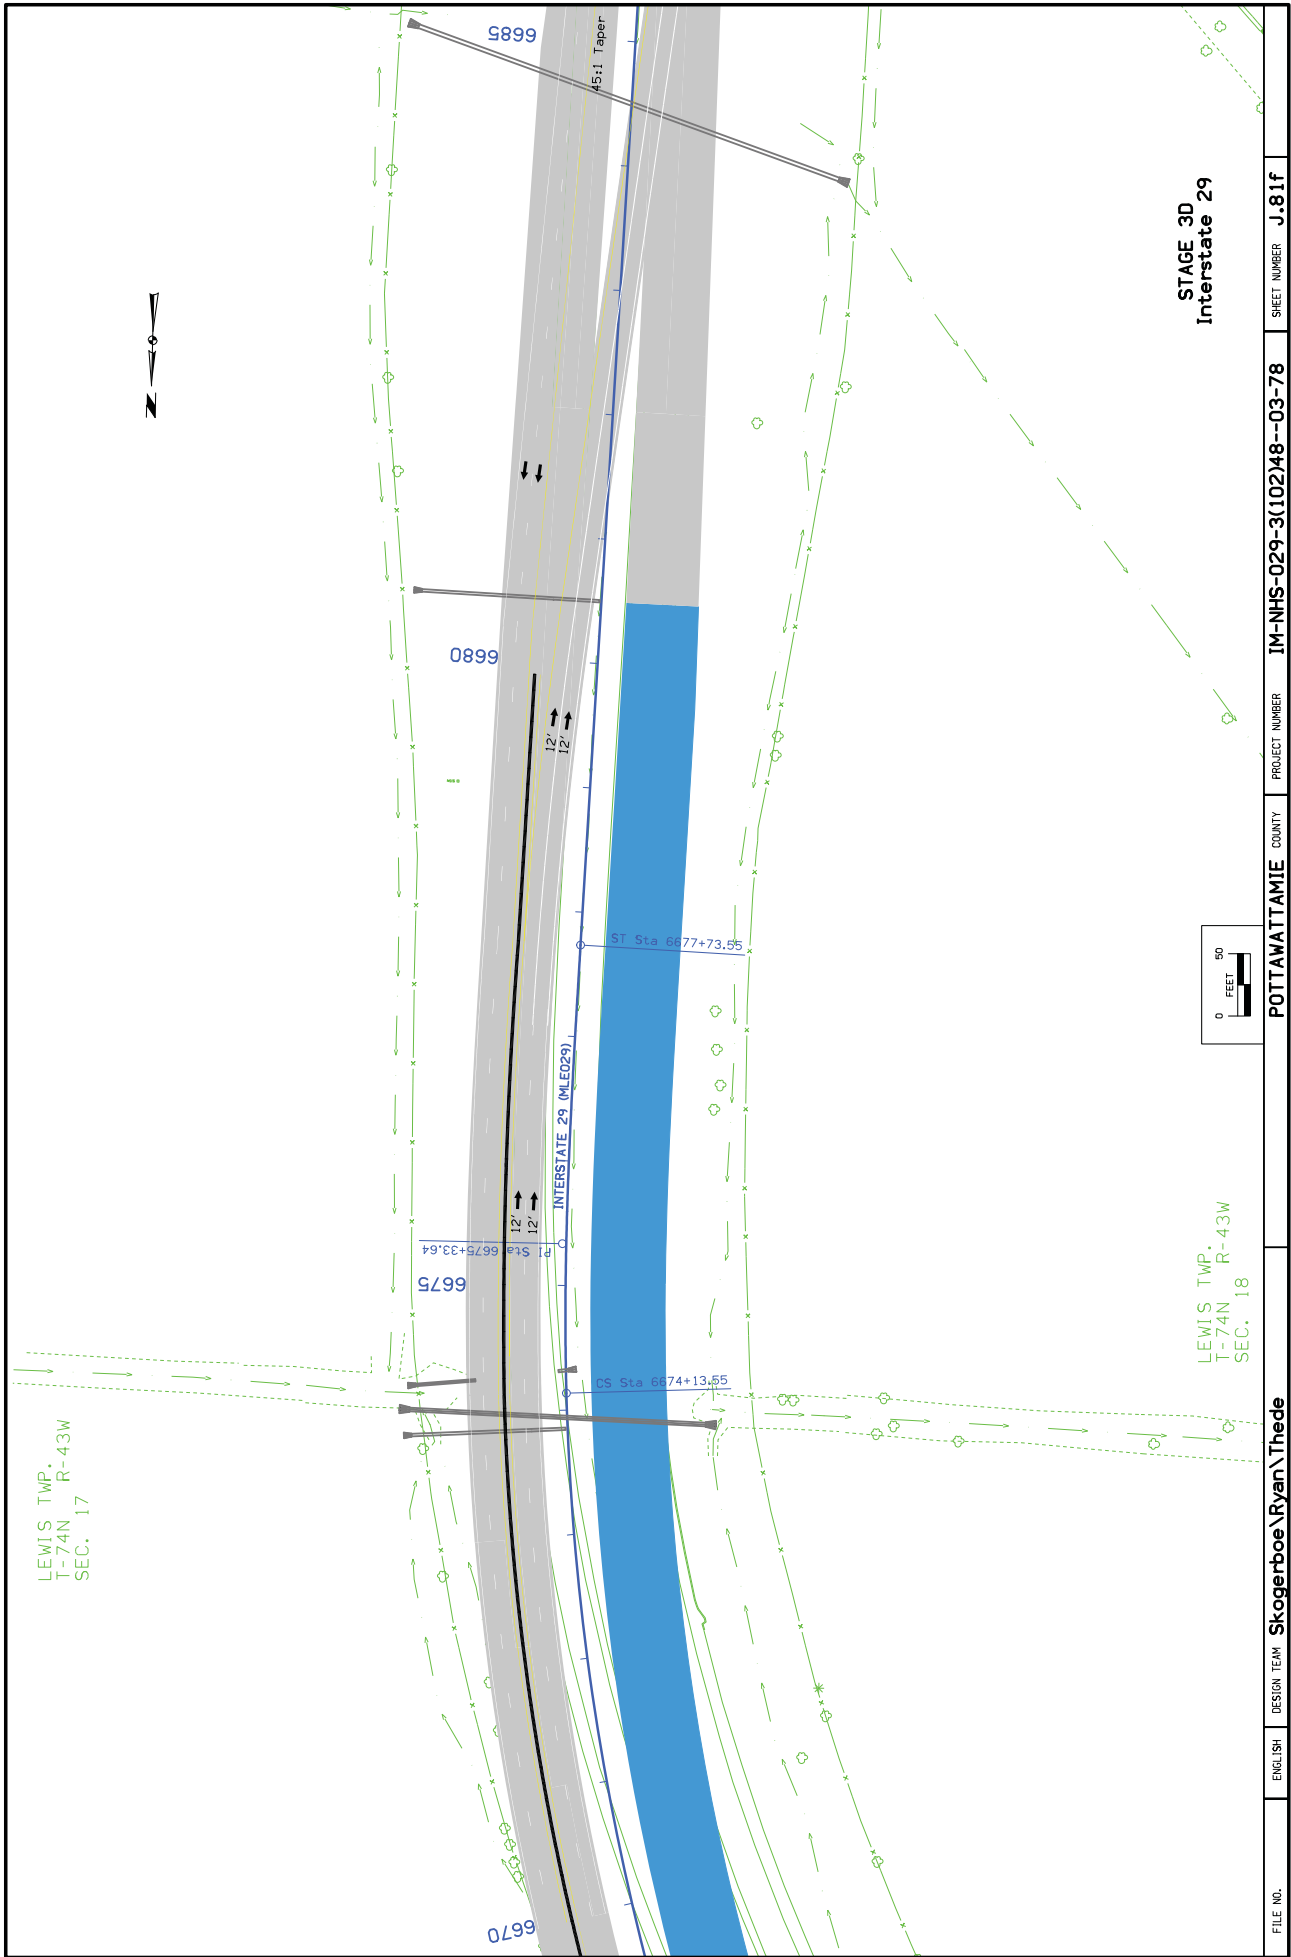 6685
45:1 Taper
STAGE 3D
Interstate 29
N
6680
12'
12'
ST Sta 6677+73.55
INTERSTATE 29 (MLE029)
12'
12'
PI Sta 6675+33.64
6675
CS Sta 6674+13.55
6670
LEWIS TWP.
T-74N R-43W
SEC. 17
LEWIS TWP.
T-74N R-43W
SEC. 18
0 50
FEET
FILE NO.
ENGLISH
DESIGN TEAM Skogerboe\Ryan\Thede
POTTAWATTAMIE COUNTY
PROJECT NUMBER IM-NHS-029-3(102)48--03-78
SHEET NUMBER J.81f